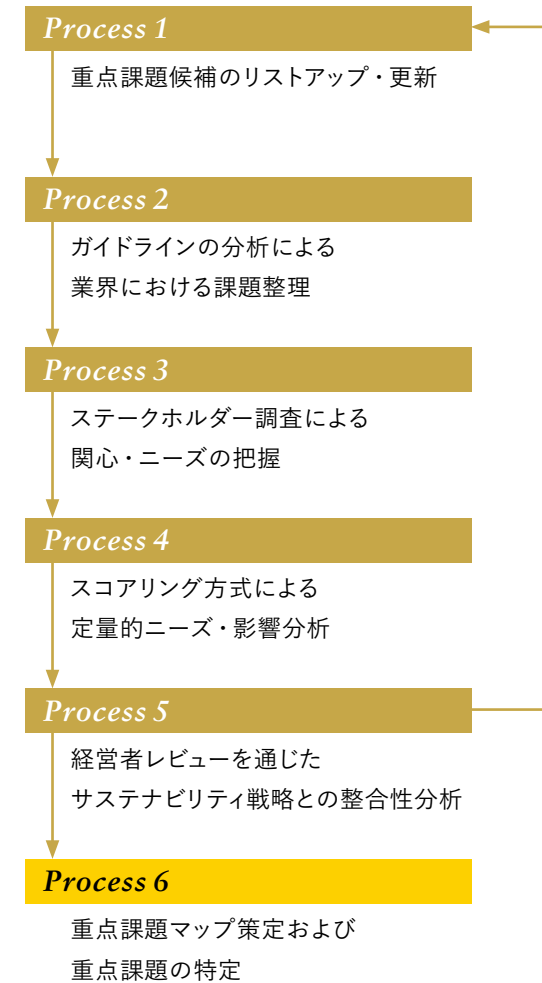 Process 1
重点課題候補のリストアップ・更新
Process 2
ガイドラインの分析による
業界における課題整理
Process 3
ステークホルダー調査による
関心・ニーズの把握
Process 4
スコアリング方式による
定量的ニーズ・影響分析
Process 5
経営者レビューを通じた
サステナビリティ戦略との整合性分析
Process 6
重点課題マップ策定および
重点課題の特定